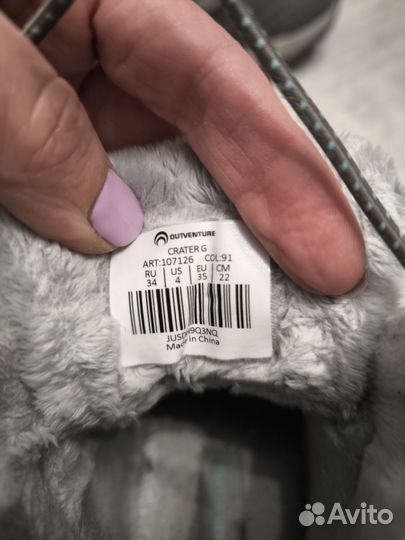 OUTVENTURE
CRATER G
ART:107126 COL:91
RU US EU CM
34 4 35 22
Made in China
Avito